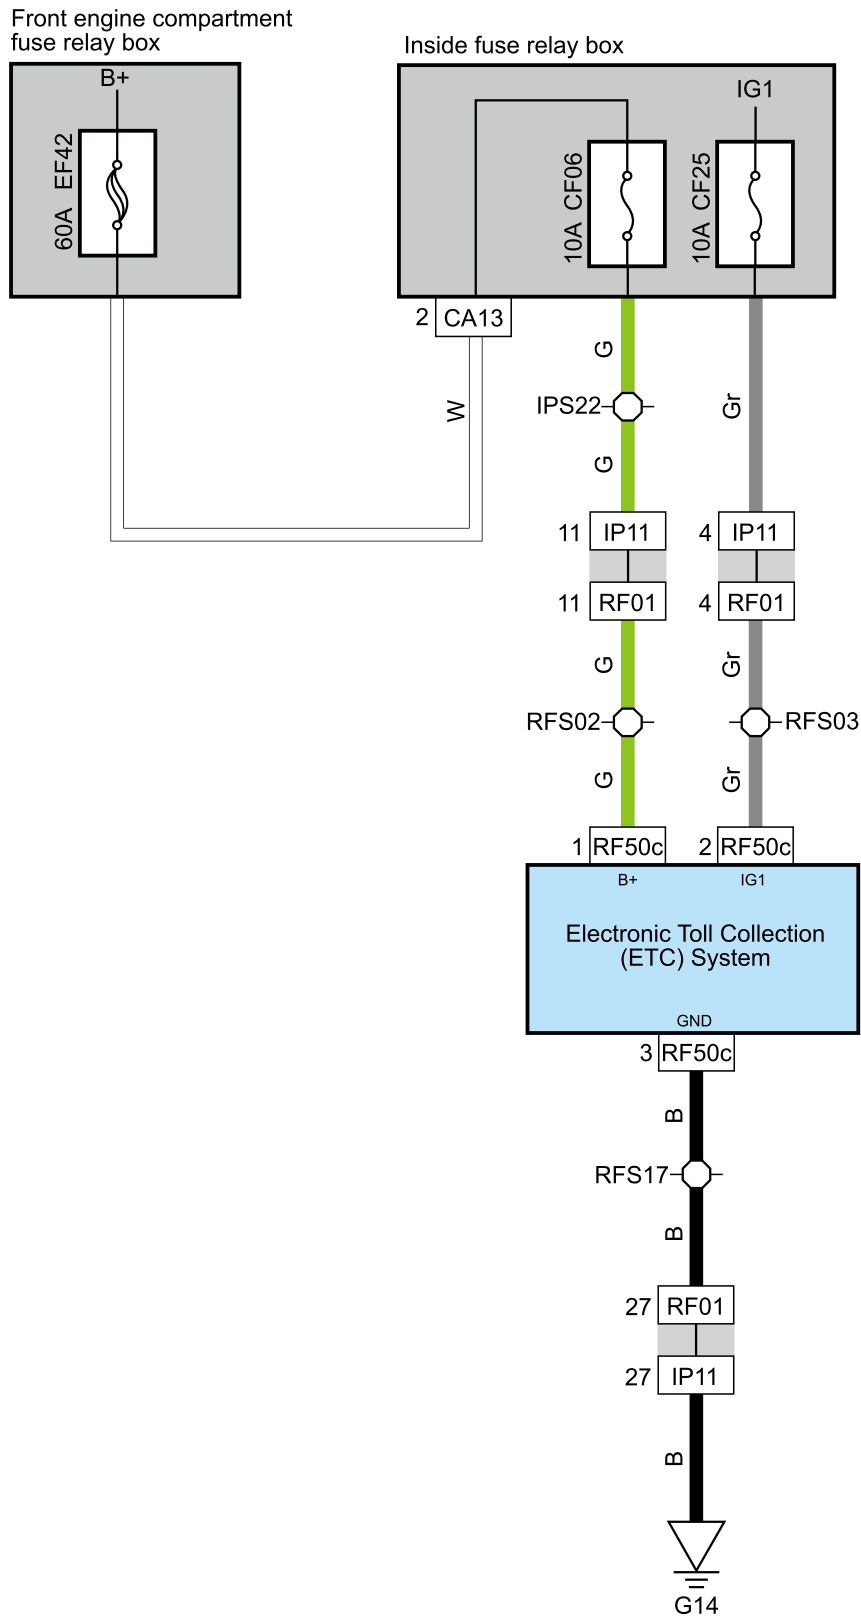 Front engine compartment
fuse relay box
Inside fuse relay box
B+
IG1
60A EF42
10A CF06
10A CF25
2
CA13
G
W
IPS22
Gr
G
11
IP11
4
IP11
11
RF01
4
RF01
G
Gr
RFS02
RFS03
G
Gr
1
RF50c
2
RF50c
B+
IG1
Electronic Toll Collection
(ETC) System
GND
3
RF50c
B
RFS17
B
27
RF01
27
IP11
B
G14